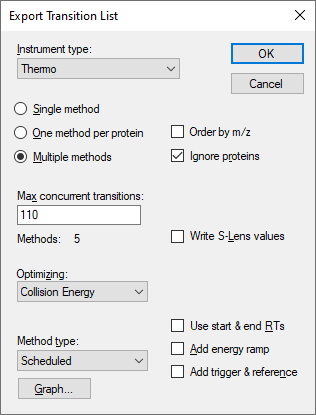 Export Transition List
Instrument type:
Thermo
OK
Cancel
Single method
One method per protein
Order by m/z
Multiple methods
Ignore proteins
Max concurrent transitions:
110
Methods: 5
Write S-Lens values
Optimizing:
Collision Energy
Use start & end RTs
Method type:
Add energy ramp
Scheduled
Add trigger & reference
Graph...